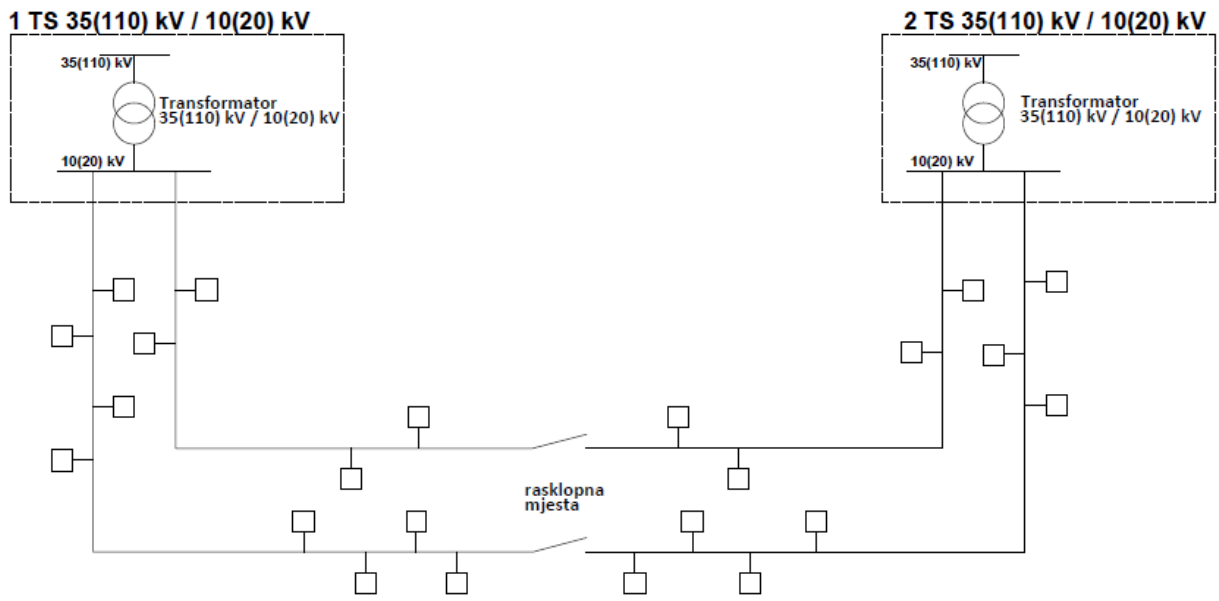 1 TS 35(110) kV / 10(20) kV
35(110) kV
Transformator
35(110) kV / 10(20) kV
10(20) kV
2 TS 35(110) kV / 10(20) kV
35(110) kV
Transformator
35(110) kV / 10(20) kV
10(20) kV
rasklopna
mjesta